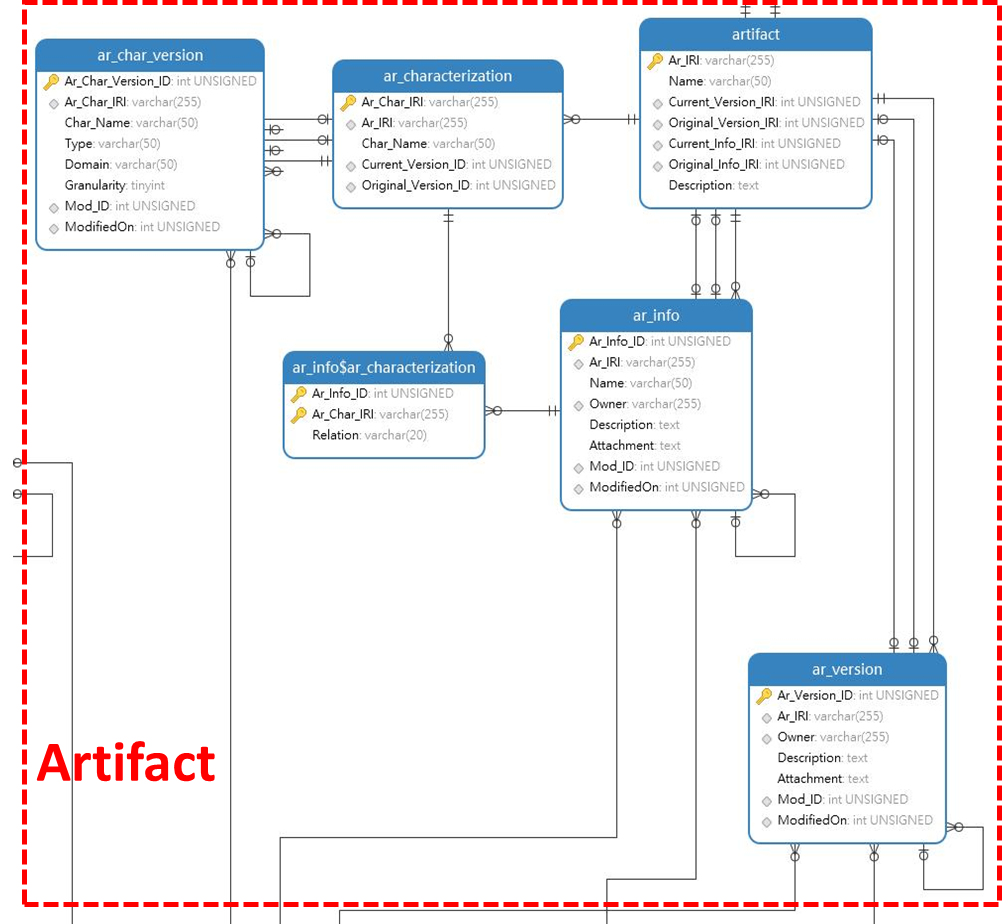 ar_char_version
Ar_Char_Version_ID: int UNSIGNED
Ar_Char_IRI: varchar(255)
Char_Name: varchar(50)
Type: varchar(50)
Domain: varchar(50)
Granularity: tinyint
Mod_ID: int UNSIGNED
ModifiedOn: int UNSIGNED
ar_characterization
Ar_Char_IRI: varchar(255)
Ar_IRI: varchar(255)
Char_Name: varchar(50)
Current_Version_ID: int UNSIGNED
Original_Version_ID: int UNSIGNED
artifact
Ar_IRI: varchar(255)
Name: varchar(50)
Current_Version_IRI: int UNSIGNED
Original_Version_IRI: int UNSIGNED
Current_Info_IRI: int UNSIGNED
Original_Info_IRI: int UNSIGNED
Description: text
ar_info$ar_characterization
Ar_Info_ID: int UNSIGNED
Ar_Char_IRI: varchar(255)
Relation: varchar(20)
ar_info
Ar_Info_ID: int UNSIGNED
Ar_IRI: varchar(255)
Name: varchar(50)
Owner: varchar(255)
Description: text
Attachment: text
Mod_ID: int UNSIGNED
ModifiedOn: int UNSIGNED
ar_version
Ar_Version_ID: int UNSIGNED
Ar_IRI: varchar(255)
Owner: varchar(255)
Description: text
Attachment: text
Mod_ID: int UNSIGNED
ModifiedOn: int UNSIGNED
Artifact